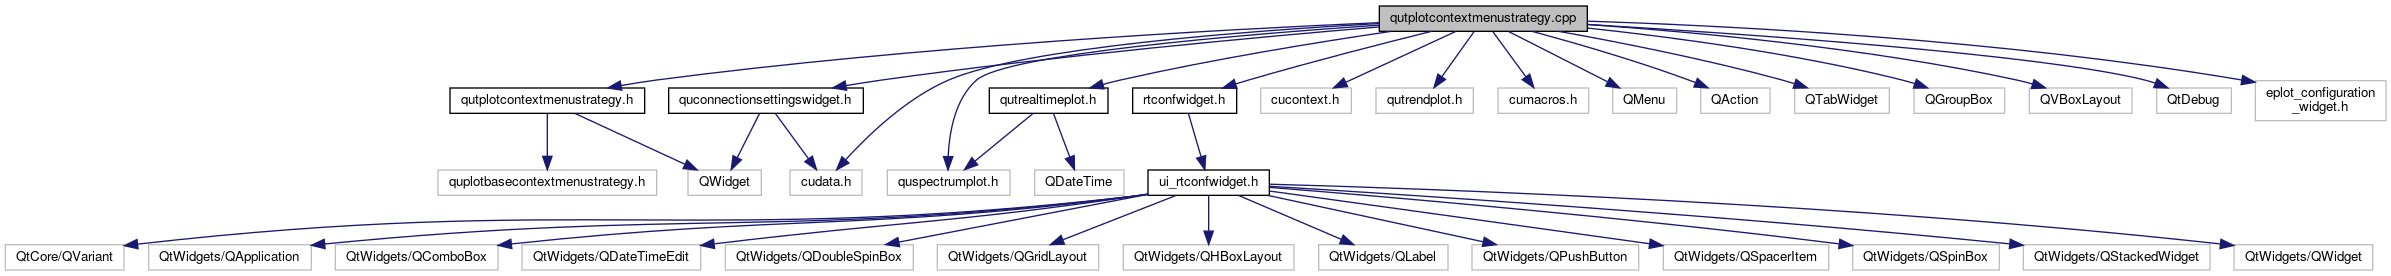 qutplotcontextmenustrategy.cpp
qutplotcontextmenustrategy.h
quconnectionsettingswidget.h
qutrealtimeplot.h
rtconfwidget.h
cucontext.h
qutrendplot.h
cumacros.h
QMenu
QAction
QTabWidget
QGroupBox
QVBoxLayout
QtDebug
eplot_configuration
_widget.h
quplotbasecontextmenustrategy.h
QWidget
cudata.h
quspectrumplot.h
QDateTime
ui_rtconfwidget.h
QtCore/QVariant
QtWidgets/QApplication
QtWidgets/QComboBox
QtWidgets/QDateTimeEdit
QtWidgets/QDoubleSpinBox
QtWidgets/QGridLayout
QtWidgets/QHBoxLayout
QtWidgets/QLabel
QtWidgets/QPushButton
QtWidgets/QSpacerItem
QtWidgets/QSpinBox
QtWidgets/QStackedWidget
QtWidgets/QWidget